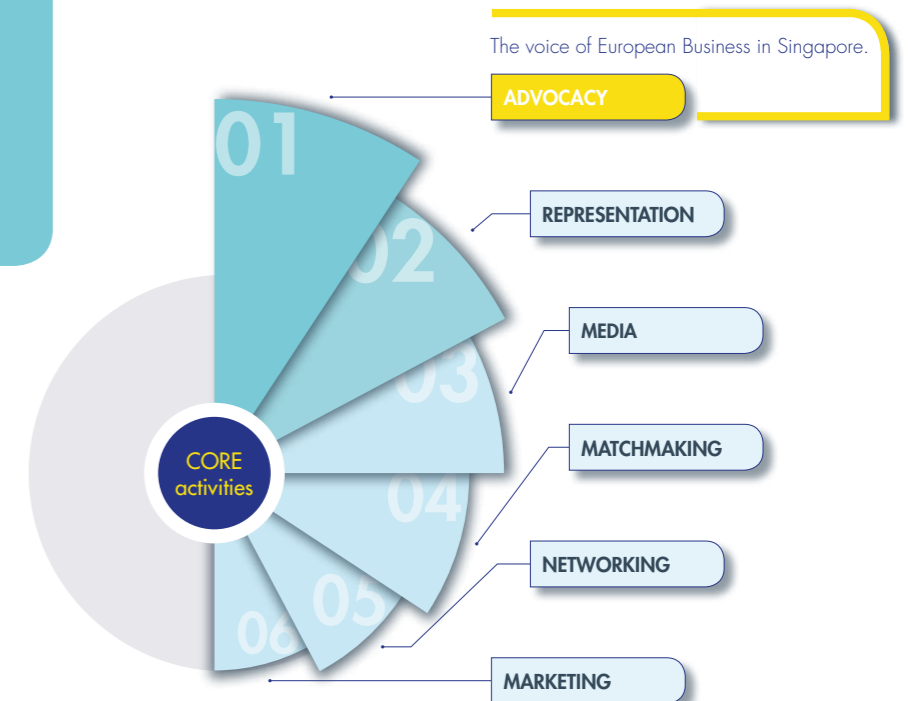 The voice of European Business in Singapore.
ADVOCACY
01
REPRESENTATION
02
MEDIA
03
MATCHMAKING
CORE
activities
04
NETWORKING
05
06
MARKETING